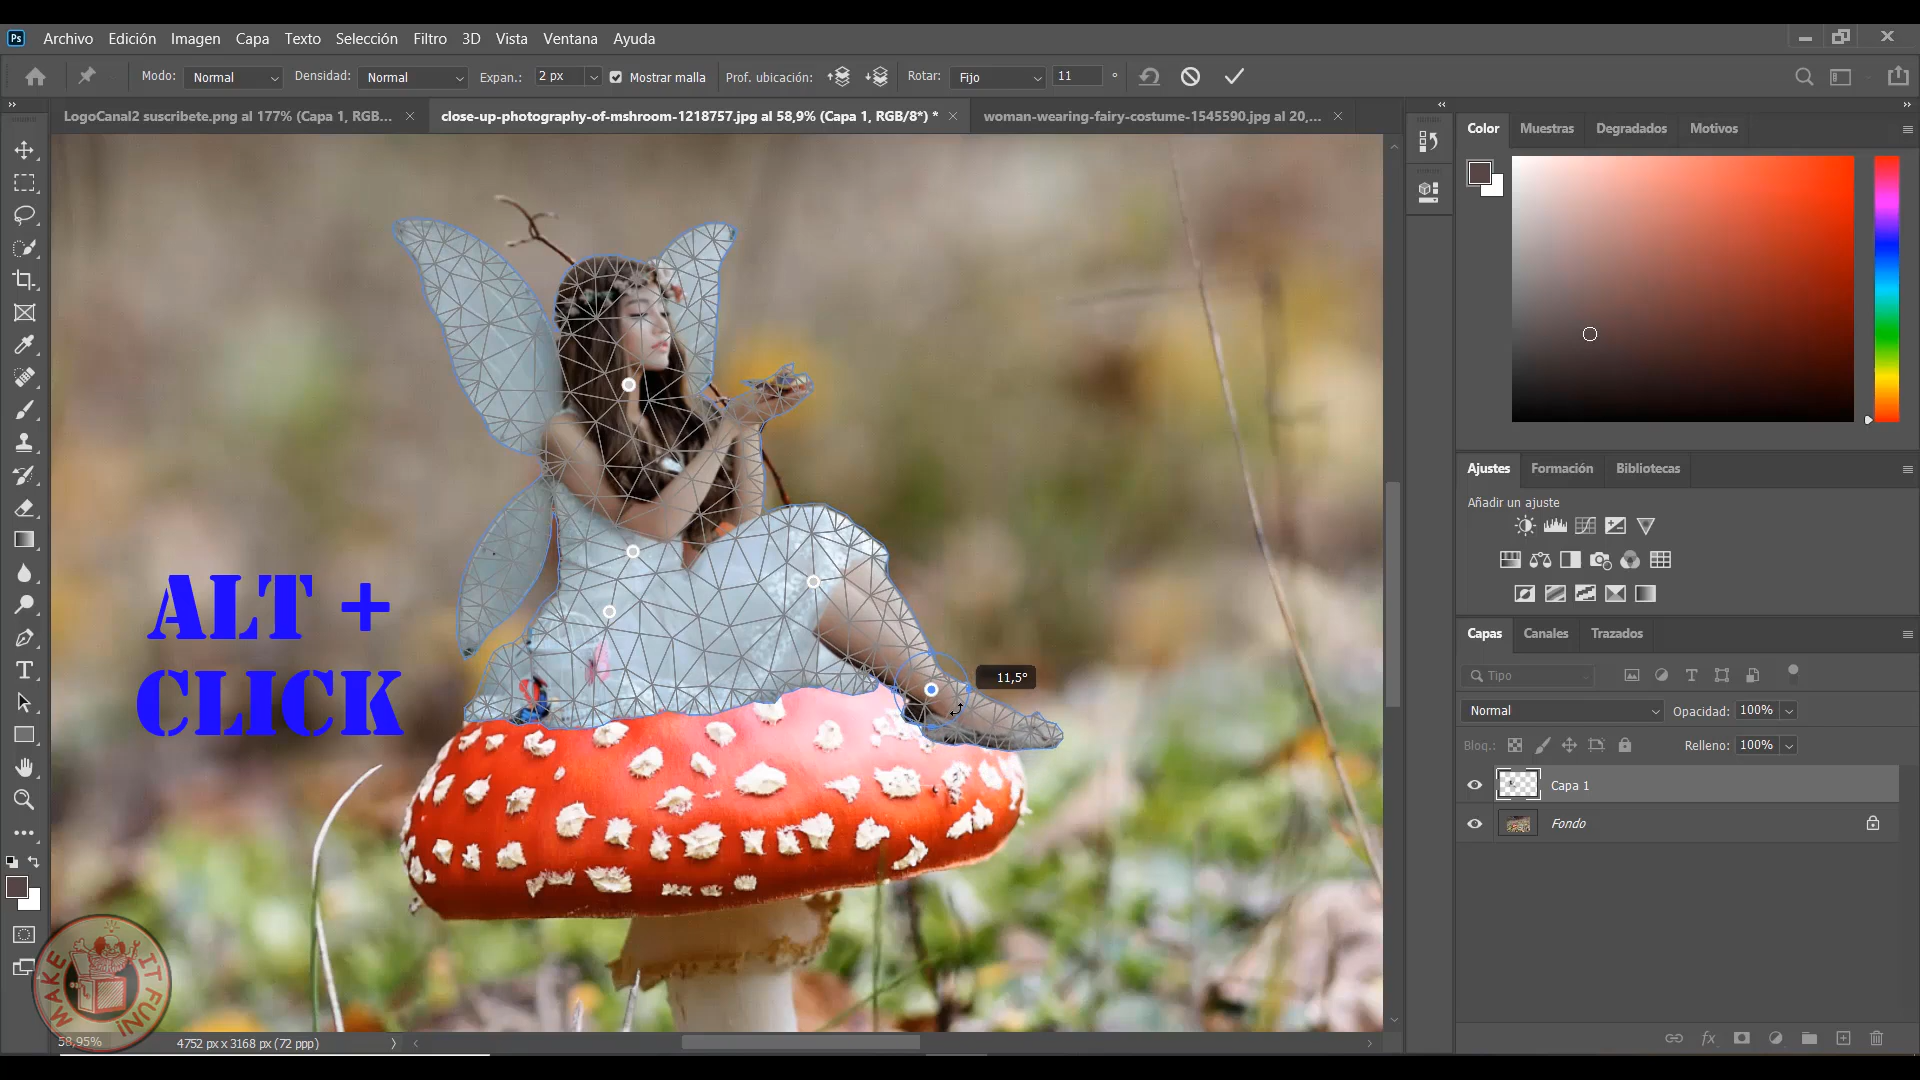 Ps Archivo Edición Imagen Capa Texto Selección Filtro 3D Vista Ventana Ayuda
Modo: Normal Densidad: Normal Expan.: 2 px Mostrar malla Prof. ubicación: Rotar: Fijo 11 °
LogoCanal2 suscribete.png al 177% (Capa 1, RGB... × close-up-photography-of-mshroom-1218757.jpg al 58,9% (Capa 1, RGB/8*) * × woman-wearing-fairy-costume-1545590.jpg al 20,... ×
Color Muestras Degradados Motivos
Ajustes Formación Bibliotecas
Añadir un ajuste
ALT +
CLICK
11,5°
Capas Canales Trazados
Tipo
Normal Opacidad: 100%
Bloq.: Relleno: 100%
Capa 1
Fondo
MAKE IT FUN!
58,95% 4752 px x 3168 px (72 ppp)